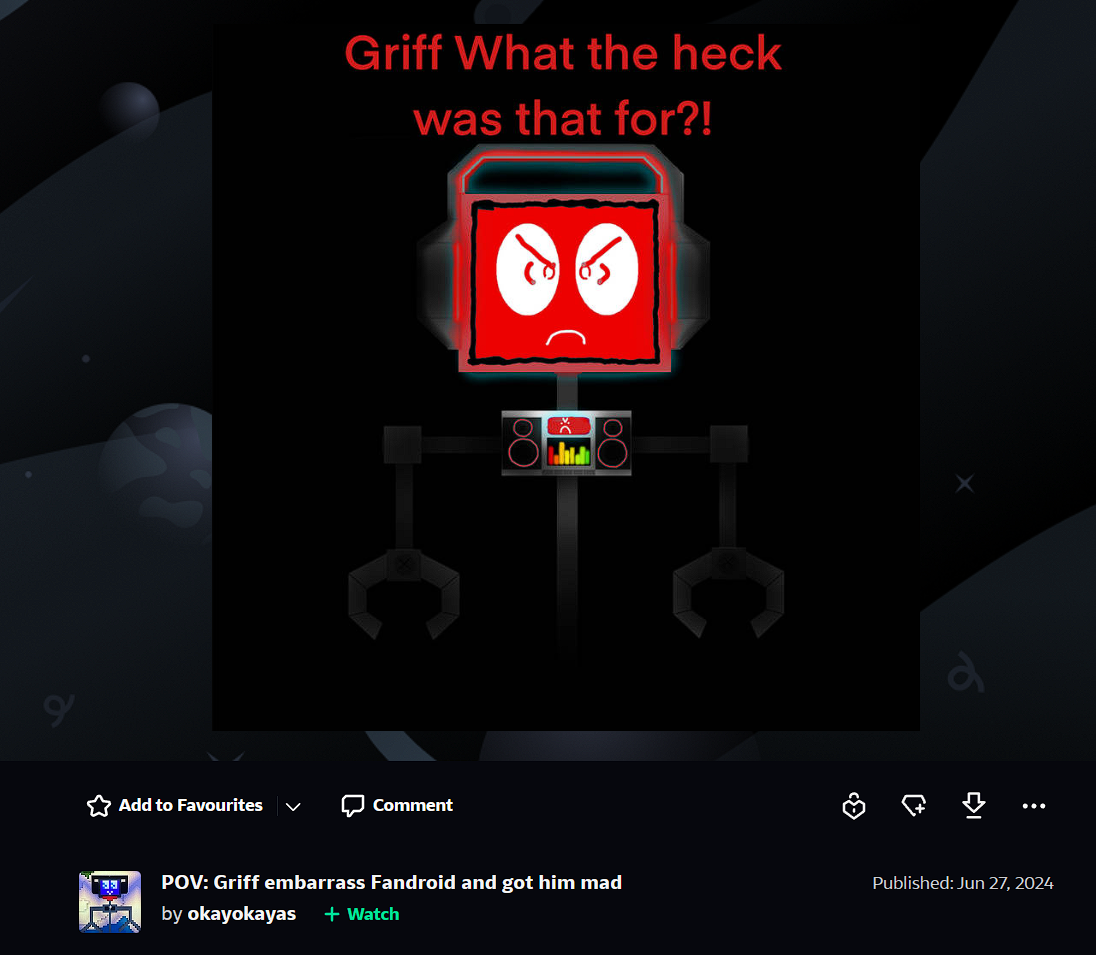 Griff What the heck
was that for?!
Add to Favourites
Comment
POV: Griff embarrass Fandroid and got him mad
Published: Jun 27, 2024
by okayokayas + Watch